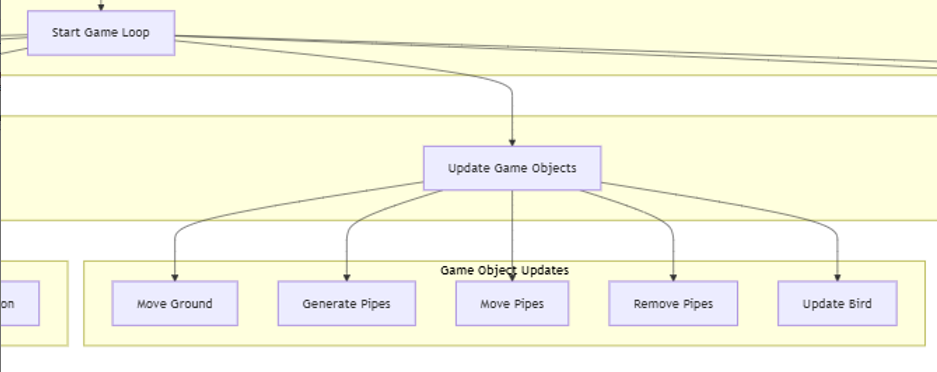 Start Game Loop
Update Game Objects
Game Object Updates
on
Move Ground
Generate Pipes
Move Pipes
Remove Pipes
Update Bird